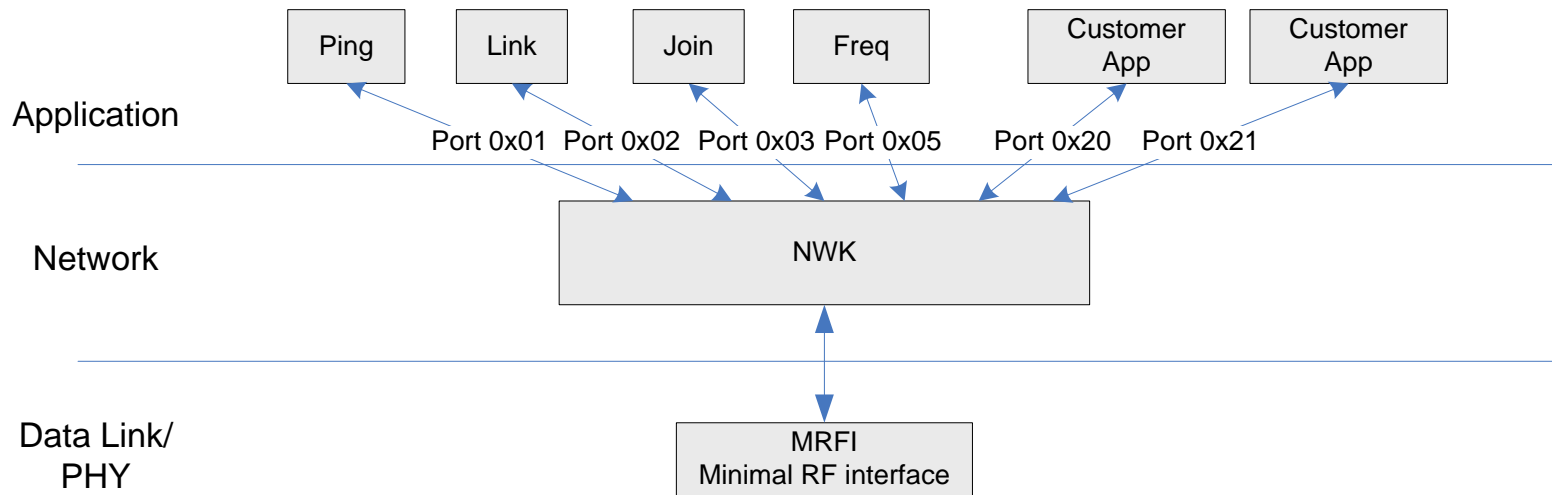 Ping
Link
Join
Freq
Customer
App
Customer
App
Application
Port 0x01
Port 0x02
Port 0x03
Port 0x05
Port 0x20
Port 0x21
Network
NWK
Data Link/
PHY
MRFI
Minimal RF interface